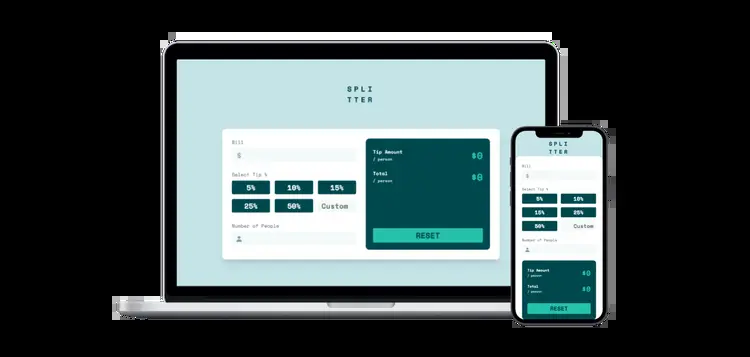 SPLI
TTER
Bill
$
Select Tip %
5% 10% 15%
25% 50% Custom
Number of People
Tip Amount
/ person
$0
Total
/ person
$0
RESET
SPLI
TTER
Bill
$
Select Tip %
5% 10%
15% 25%
50% Custom
Number of People
Tip Amount
/ person
$0
Total
/ person
$0
RESET